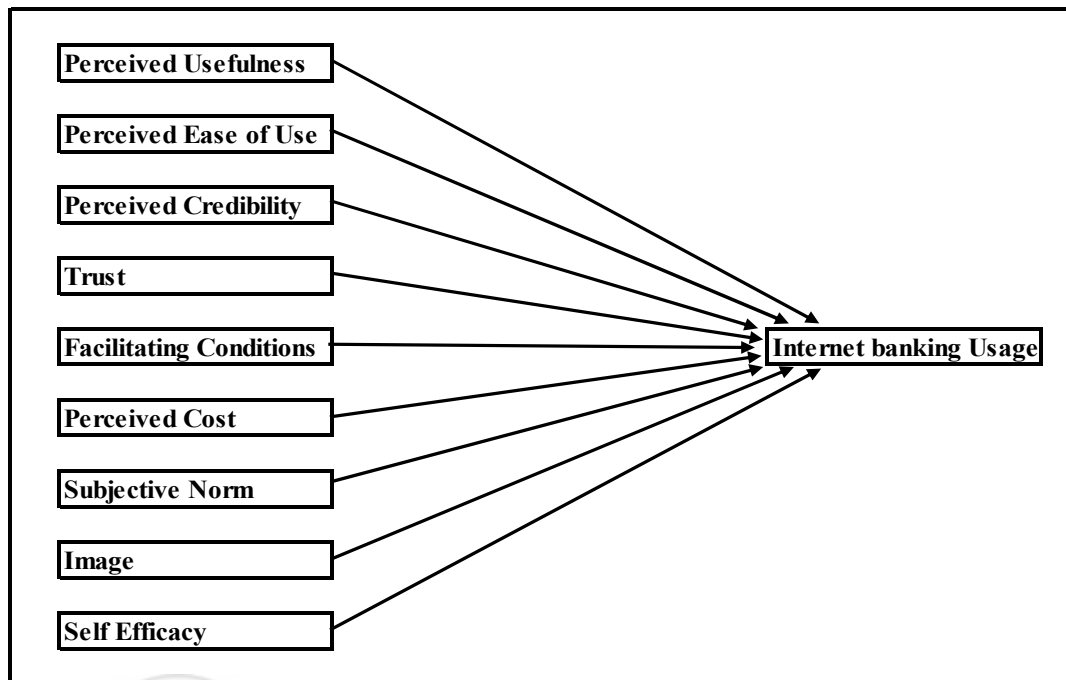 Perceived Usefulness
Perceived Ease of Use
Perceived Credibility
Trust
Facilitating Conditions
Internet banking Usage
Perceived Cost
Subjective Norm
Image
Self Efficacy